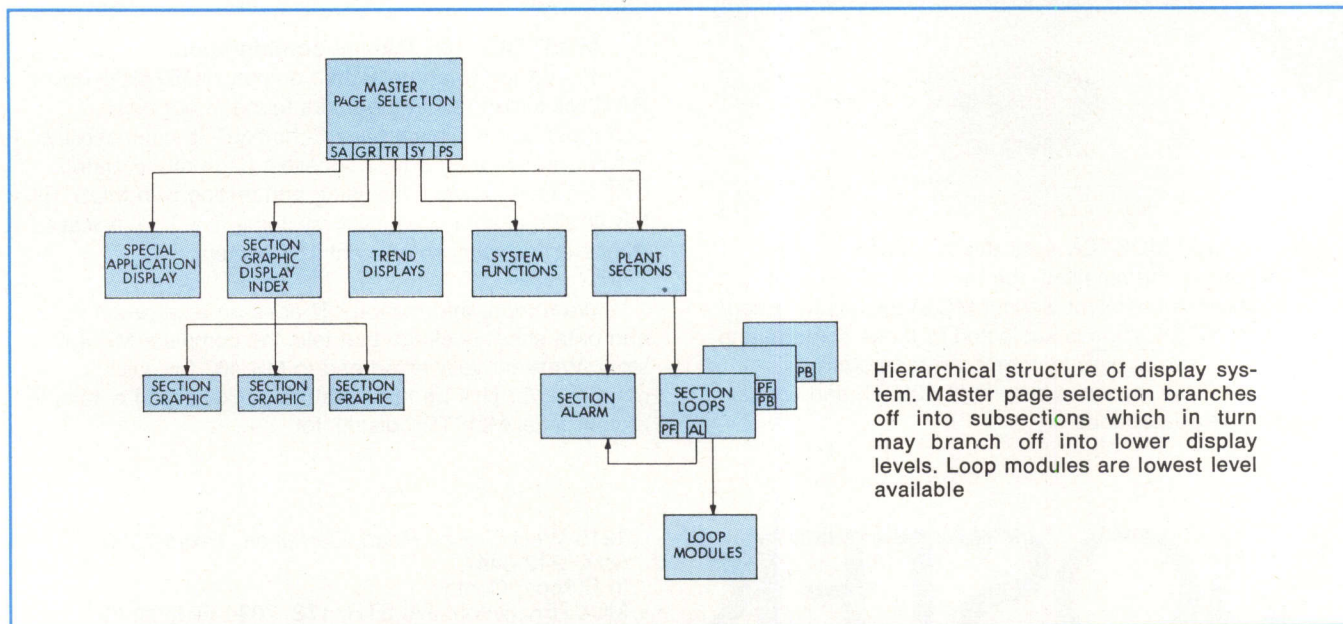 MASTER
PAGE SELECTION
SA GR TR SY PS
SPECIAL
APPLICATION
DISPLAY
SECTION
GRAPHIC
DISPLAY
INDEX
TREND
DISPLAYS
SYSTEM
FUNCTIONS
PLANT
SECTIONS
SECTION
GRAPHIC
SECTION
GRAPHIC
SECTION
GRAPHIC
SECTION
ALARM
SECTION
LOOPS
PF AL
PF
PB
PB
LOOP
MODULES
Hierarchical structure of display sys-
tem. Master page selection branches
off into subsections which in turn
may branch off into lower display
levels. Loop modules are lowest level
available